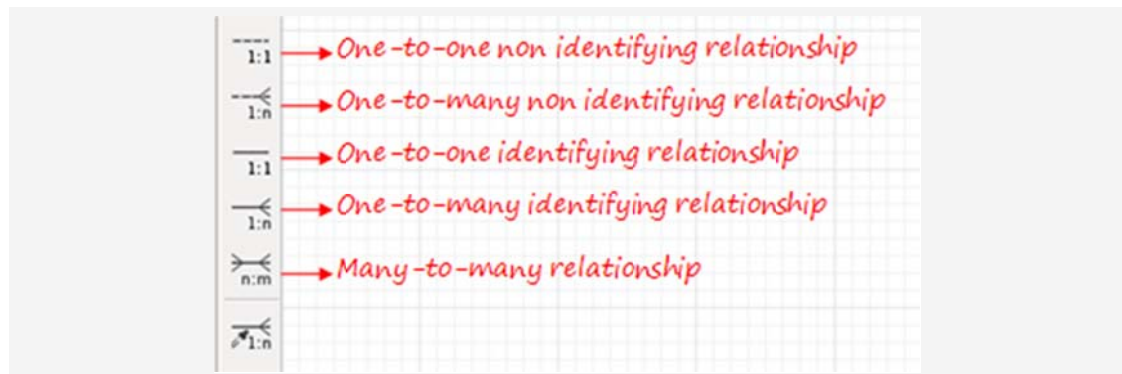 1:1 One-to-one non identifying relationship
1:n One-to-many non identifying relationship
1:1 One-to-one identifying relationship
1:n One-to-many identifying relationship
n:m Many-to-many relationship
1:n